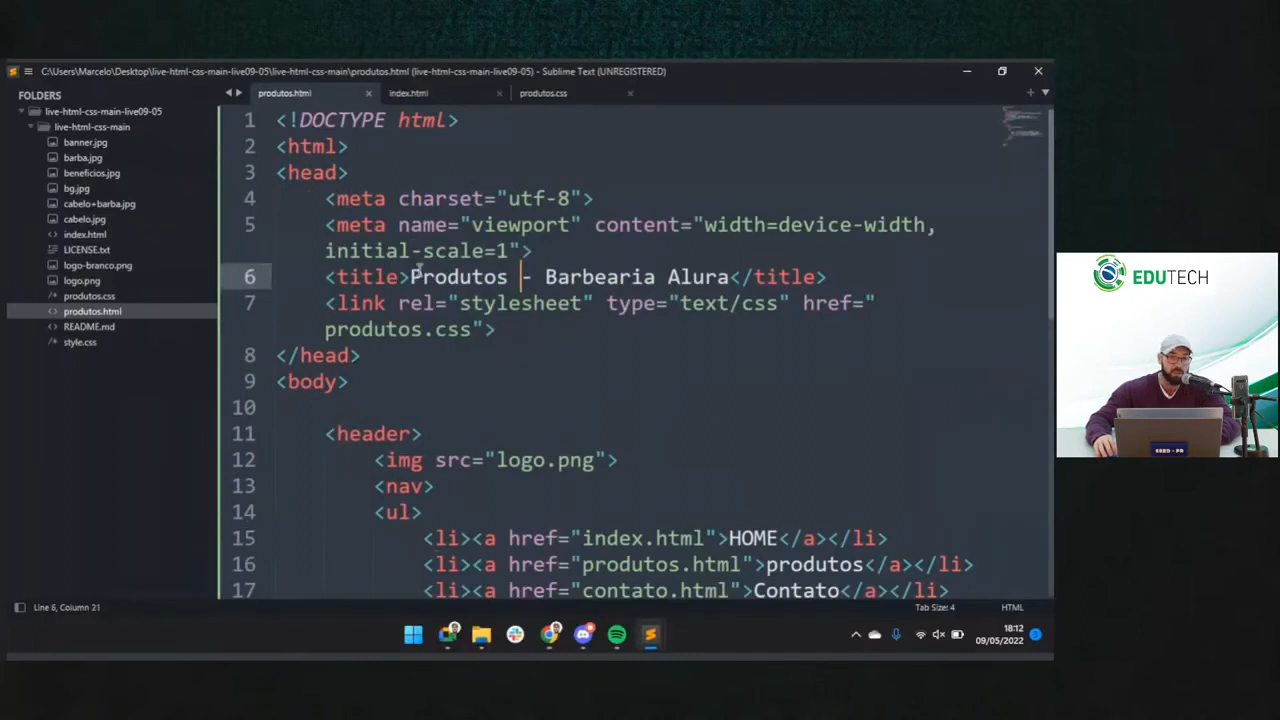 C:\Users\Marcelo\Desktop\live-html-css-main-live09-05\live-html-css-main\produtos.html (live-html-css-main-live09-05) - Sublime Text (UNREGISTERED)
FOLDERS
live-html-css-main-live09-05
live-html-css-main
banner.jpg
barba.jpg
beneficios.jpg
bg.jpg
cabelo+barba.jpg
cabelo.jpg
index.html
LICENSE.txt
logo-branco.png
logo.png
produtos.css
produtos.html
README.md
style.css
produtos.html index.html produtos.css
1 <!DOCTYPE html>
2 <html>
3 <head>
4 <meta charset="utf-8">
5 <meta name="viewport" content="width=device-width,
initial-scale=1">
6 <title>Produtos - Barbearia Alura</title>
7 <link rel="stylesheet" type="text/css" href="
produtos.css">
8 </head>
9 <body>
10
11 <header>
12 <img src="logo.png">
13 <nav>
14 <ul>
15 <li><a href="index.html">HOME</a></li>
16 <li><a href="produtos.html">produtos</a></li>
17 <li><a href="contato.html">Contato</a></li>
Line 6, Column 21 Tab Size: 4 HTML
18:12
09/05/2022
EDUTECH
SEED-PR